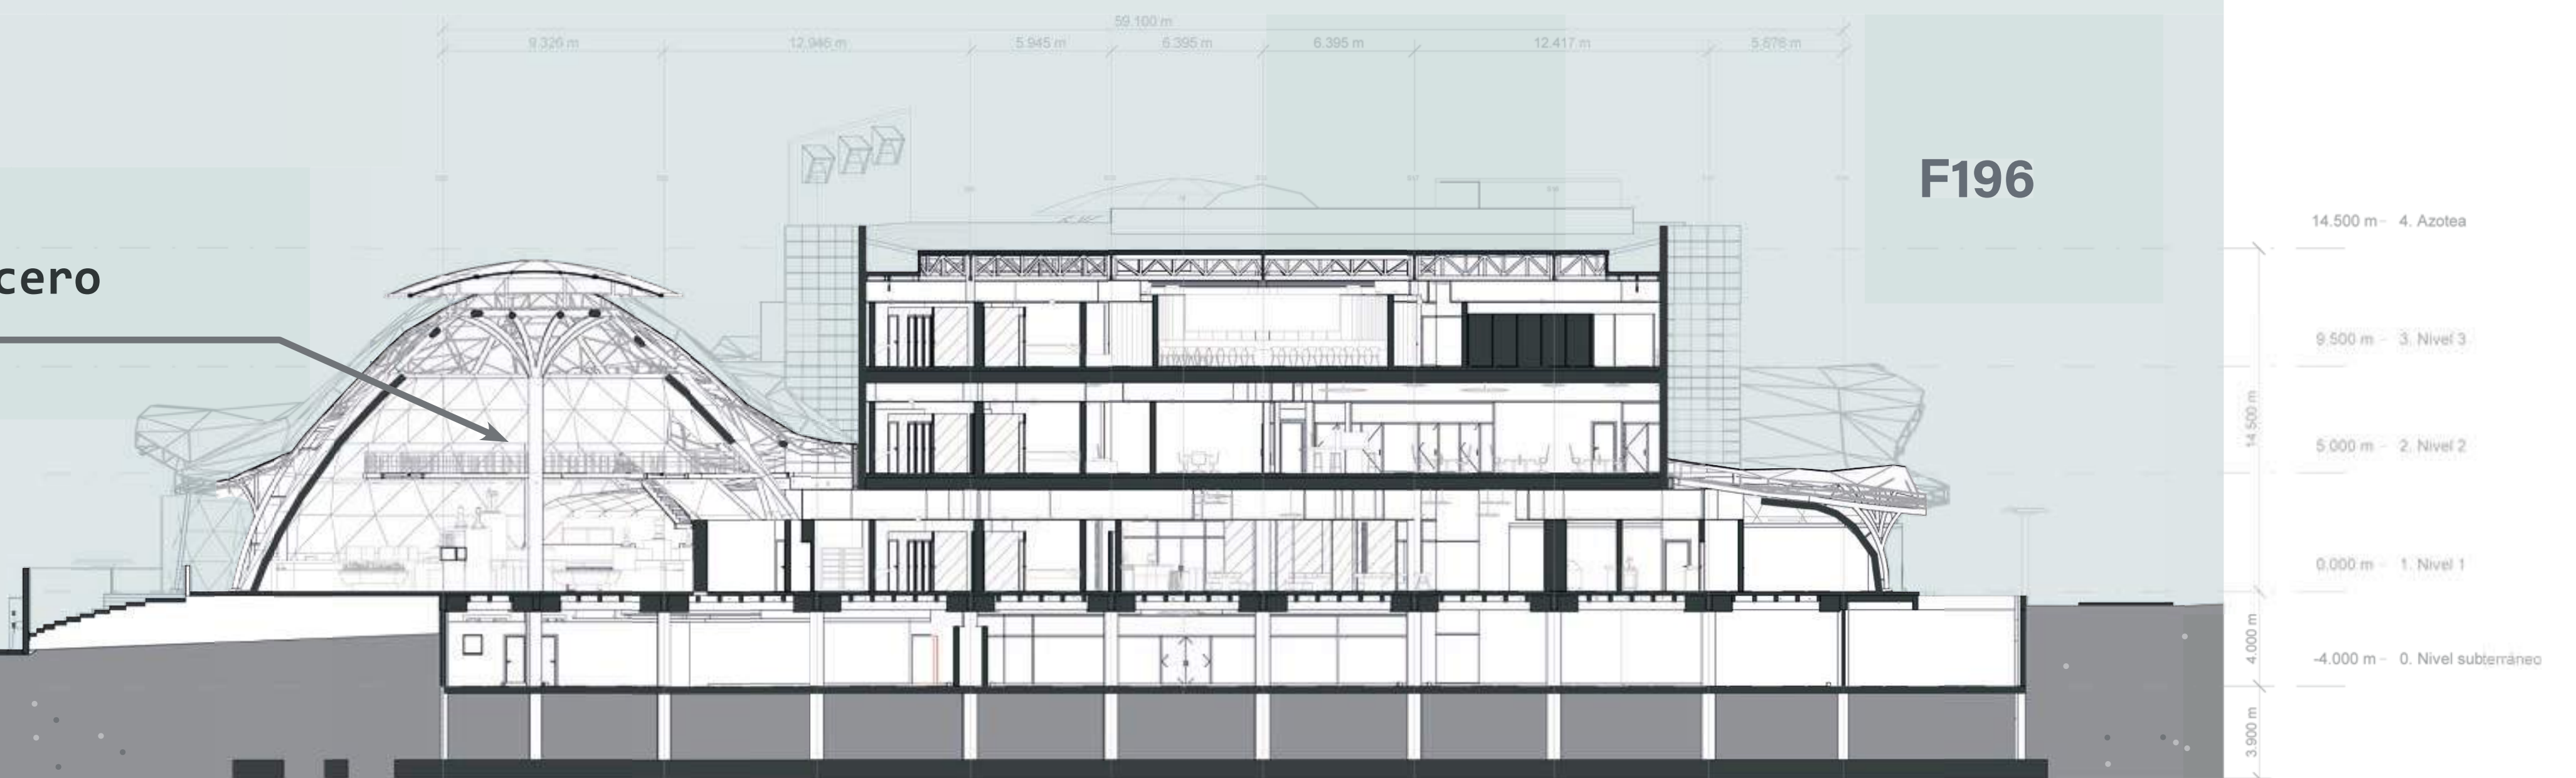 59.100 m
9.326 m 12.946 m 5.945 m 6.395 m 6.395 m 12.417 m 5.876 m
F196
14.500 m 4. Azotea
cero
9.500 m 3. Nivel 3
14.500 m
5.000 m 2. Nivel 2
0.000 m 1. Nivel 1
4.000 m
-4.000 m 0. Nivel subterráneo
3.900 m